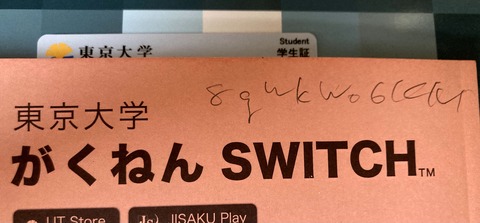 東京大学
Student
学生証
東京大学
がくねん SWITCH™
UT Store
Js) JISAKU Play